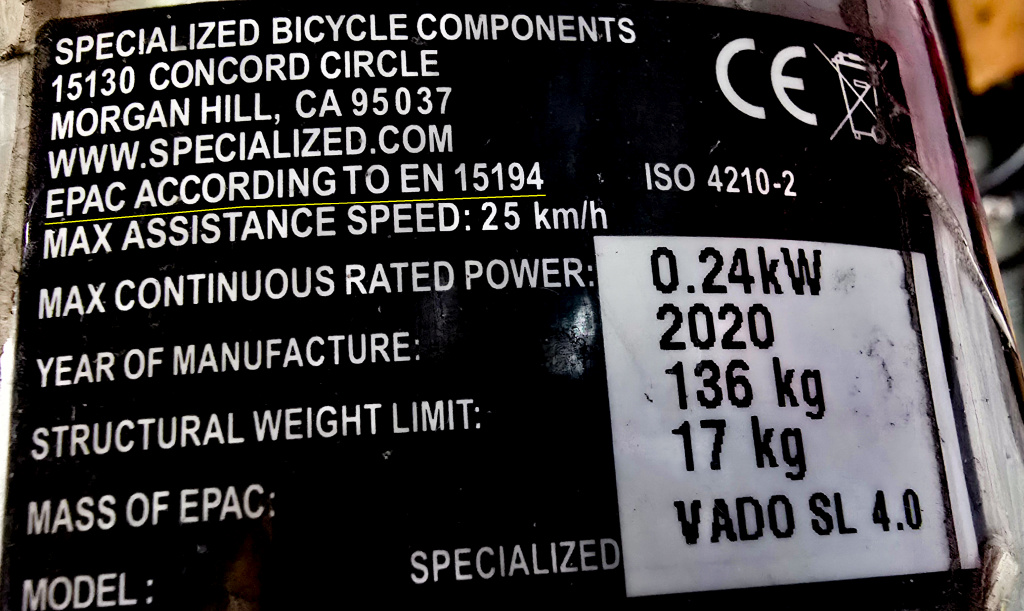 SPECIALIZED BICYCLE COMPONENTS
15130 CONCORD CIRCLE
MORGAN HILL, CA 95037
WWW.SPECIALIZED.COM
EPAC ACCORDING TO EN 15194
ISO 4210-2
MAX ASSISTANCE SPEED: 25 km/h
MAX CONTINUOUS RATED POWER: 0.24kW
YEAR OF MANUFACTURE: 2020
STRUCTURAL WEIGHT LIMIT: 136 kg
MASS OF EPAC: 17 kg
MODEL : SPECIALIZED VADO SL 4.0
CE